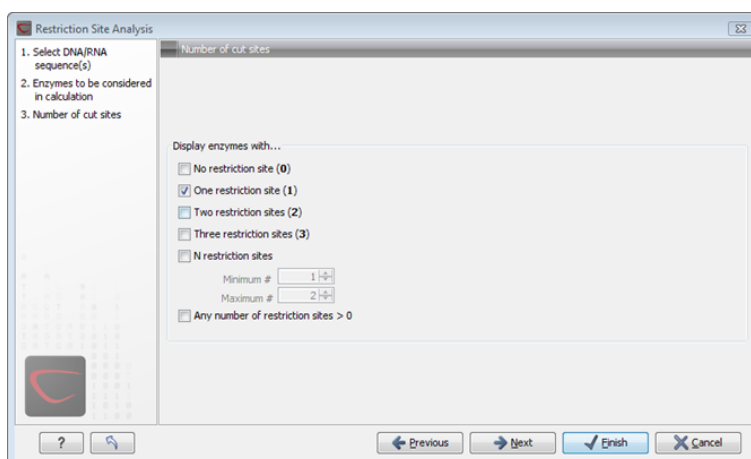 Restriction Site Analysis
1. Select DNA/RNA
sequence(s)
2. Enzymes to be considered
in calculation
3. Number of cut sites
Number of cut sites
Display enzymes with...
No restriction site (0)
One restriction site (1)
Two restriction sites (2)
Three restriction sites (3)
N restriction sites
Minimum # 1
Maximum # 2
Any number of restriction sites > 0
? Previous Next Finish Cancel